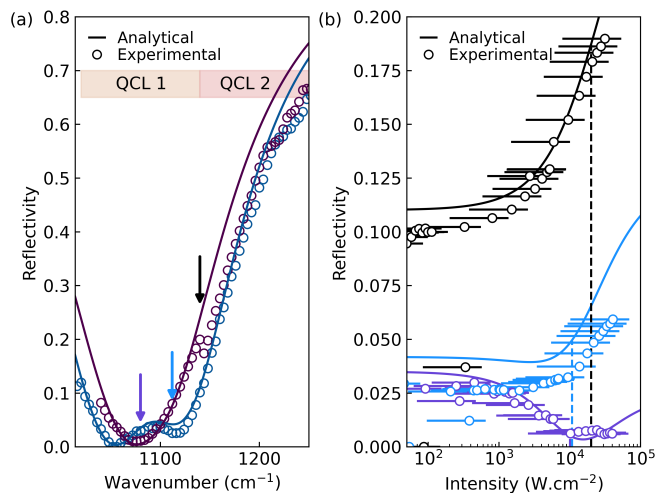 (a)
0.8
0.7
0.6
0.5
0.4
0.3
0.2
0.1
0.0
Reflectivity
Analytical
Experimental
QCL 1
QCL 2
1100
1200
Wavenumber (cm⁻¹)
(b)
0.200
0.175
0.150
0.125
0.100
0.075
0.050
0.025
0.000
Reflectivity
Analytical
Experimental
10²
10³
10⁴
10⁵
Intensity (W.cm⁻²)